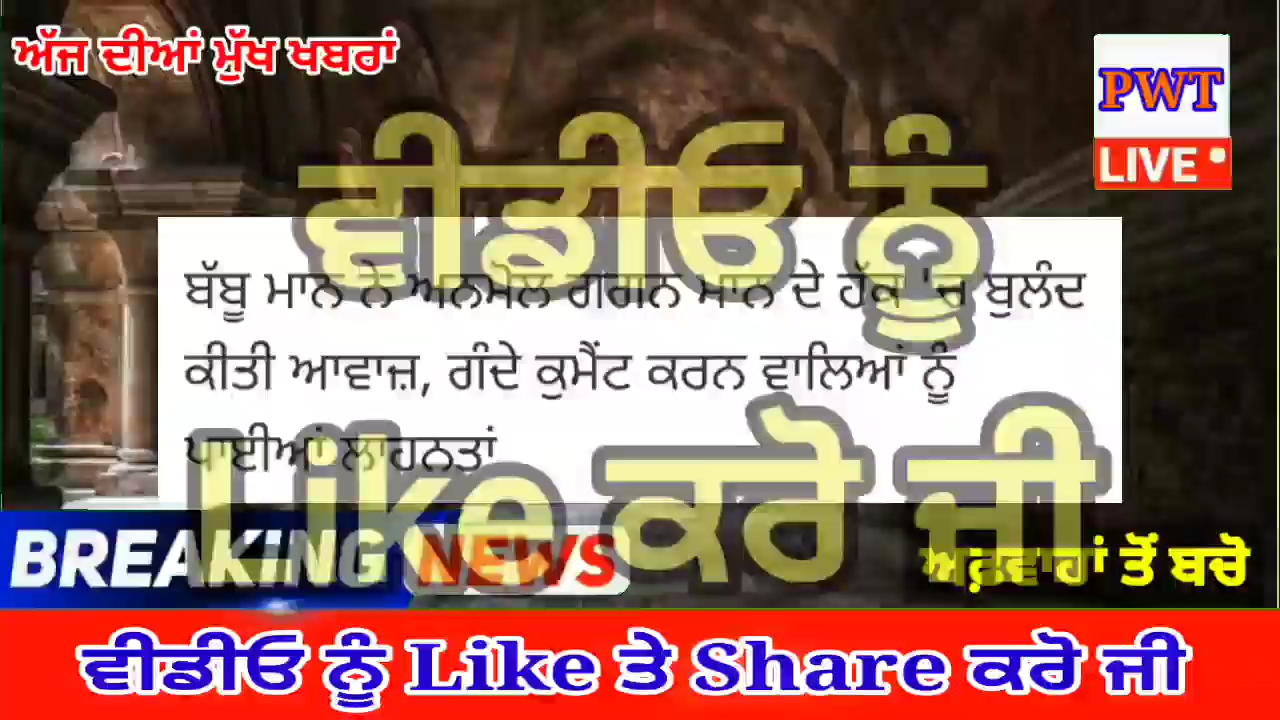 ਅੱਜ ਦੀਆਂ ਮੁੱਖ ਖਬਰਾਂ
PWT
LIVE
ਵੀਡੀਓ ਨੂੰ
ਬੱਬੂ ਮਾਨ ਨੇ ਅਨਮੋਲ ਗਗਨ ਮਾਨ ਦੇ ਹੱਕ 'ਚ ਬੁਲੰਦ
ਕੀਤੀ ਆਵਾਜ਼, ਗੰਦੇ ਕੁਮੈਂਟ ਕਰਨ ਵਾਲਿਆਂ ਨੂੰ
ਪਾਈਆਂ ਲਾਹਨਤਾਂ
Like ਕਰੋ ਜੀ
BREAKING NEWS
ਅਫ਼ਵਾਹਾਂ ਤੋਂ ਬਚੋ
ਵੀਡੀਓ ਨੂੰ Like ਤੇ Share ਕਰੋ ਜੀ